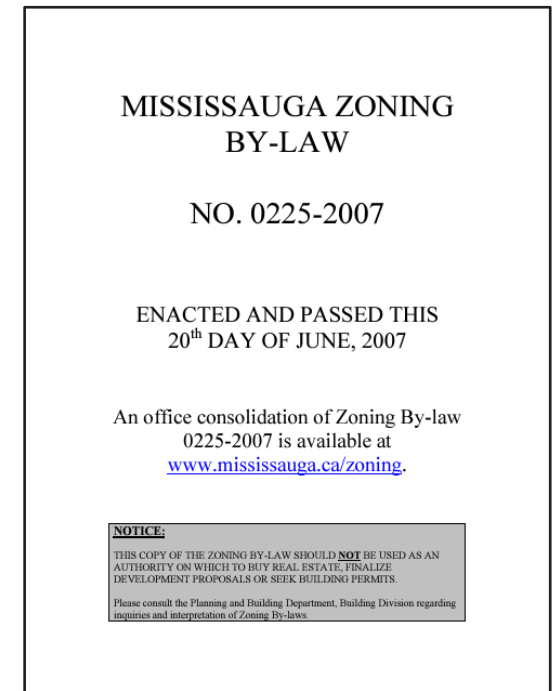 MISSISSAUGA ZONING
BY-LAW
NO. 0225-2007
ENACTED AND PASSED THIS
20th DAY OF JUNE, 2007
An office consolidation of Zoning By-law
0225-2007 is available at
www.mississauga.ca/zoning.
NOTICE:
THIS COPY OF THE ZONING BY-LAW SHOULD NOT BE USED AS AN
AUTHORITY ON WHICH TO BUY REAL ESTATE, FINALIZE
DEVELOPMENT PROPOSALS OR SEEK BUILDING PERMITS.
Please consult the Planning and Building Department, Building Division regarding
inquiries and interpretation of Zoning By-laws.